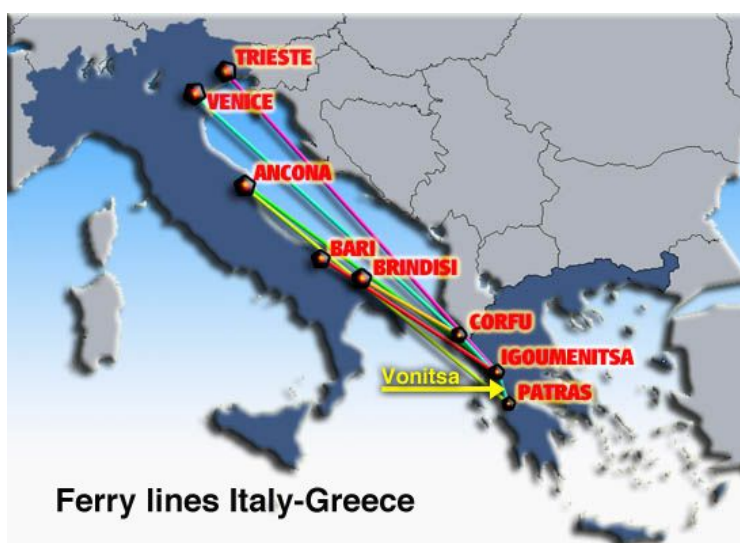 TRIESTE
VENICE
ANCONA
BARI
BRINDISI
CORFU
IGOUMENITSA
Vonitsa
PATRAS
Ferry lines Italy-Greece